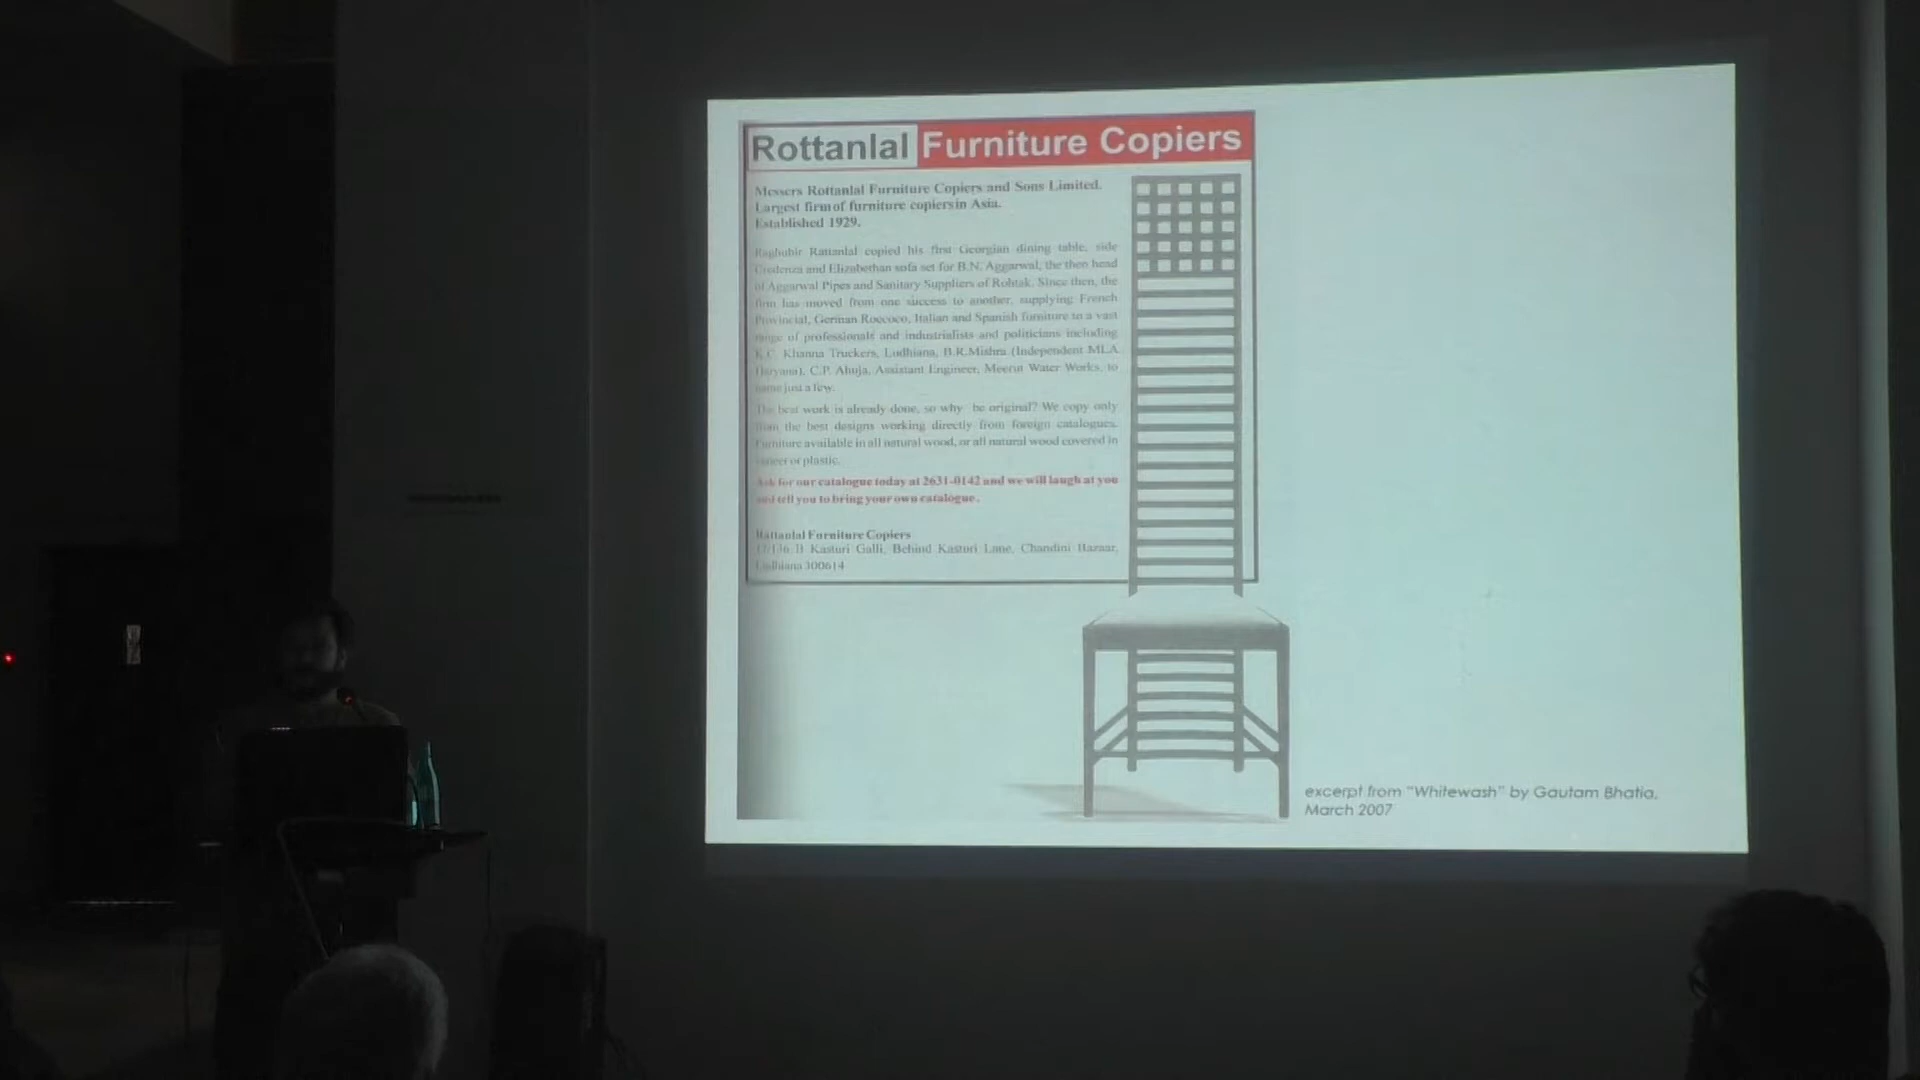 Rottanlal Furniture Copiers
Messers Rottanlal Furniture Copiers and Sons Limited.
Largest firm of furniture copiers in Asia.
Established 1929.
Raghubir Rattanlal copied his first Georgian dining table, side
Credenza and Elizabethan sofa set for B.N. Aggarwal, the then head
of Aggarwal Pipes and Sanitary Suppliers of Rohtak. Since then, the
firm has moved from one success to another, supplying French
Provincial, German Roccoco, Italian and Spanish furniture to a vast
range of professionals and industrialists and politicians including
K.C. Khanna Truckers, Ludhiana, B.R.Mishra (Independent MLA
Haryana), C.P. Ahuja, Assistant Engineer, Meerut Water Works, to
name just a few.
The best work is already done, so why be original? We copy only
from the best designs working directly from foreign catalogues.
Furniture available in all natural wood, or all natural wood covered in
veneer or plastic.
Ask for our catalogue today at 2631-0142 and we will laugh at you
and tell you to bring your own catalogue.
Rattanlal Furniture Copiers
B Kasturi Galli, Behind Kasturi Lane, Chandini Bazaar,
Ludhiana 300614
excerpt from "Whitewash" by Gautam Bhatia,
March 2007